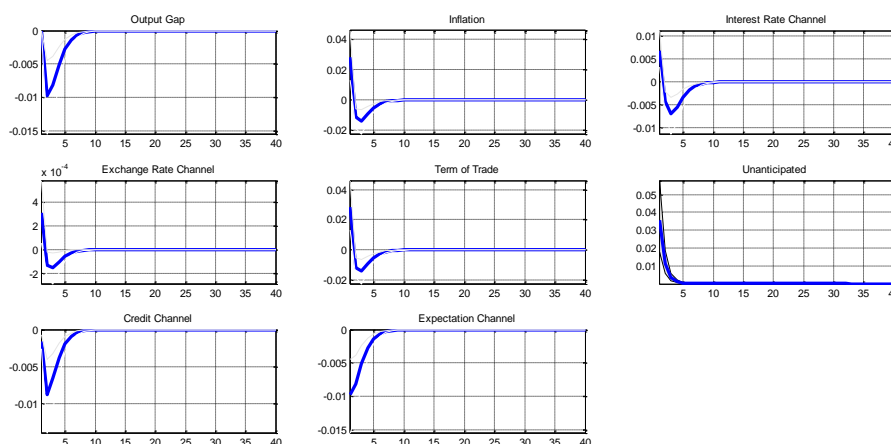 Output Gap
0
-0.005
-0.01
-0.015
5 10 15 20 25 30 35 40
Inflation
0.04
0.02
0
-0.02
5 10 15 20 25 30 35 40
Interest Rate Channel
0.01
0.005
0
-0.005
-0.01
5 10 15 20 25 30 35 40
Exchange Rate Channel
x 10-4
4
2
0
-2
5 10 15 20 25 30 35 40
Term of Trade
0.04
0.02
0
-0.02
5 10 15 20 25 30 35 40
Unanticipated
0.05
0.04
0.03
0.02
0.01
5 10 15 20 25 30 35 40
Credit Channel
0
-0.005
-0.01
5 10 15 20 25 30 35 40
Expectation Channel
0
-0.005
-0.01
-0.015
5 10 15 20 25 30 35 40